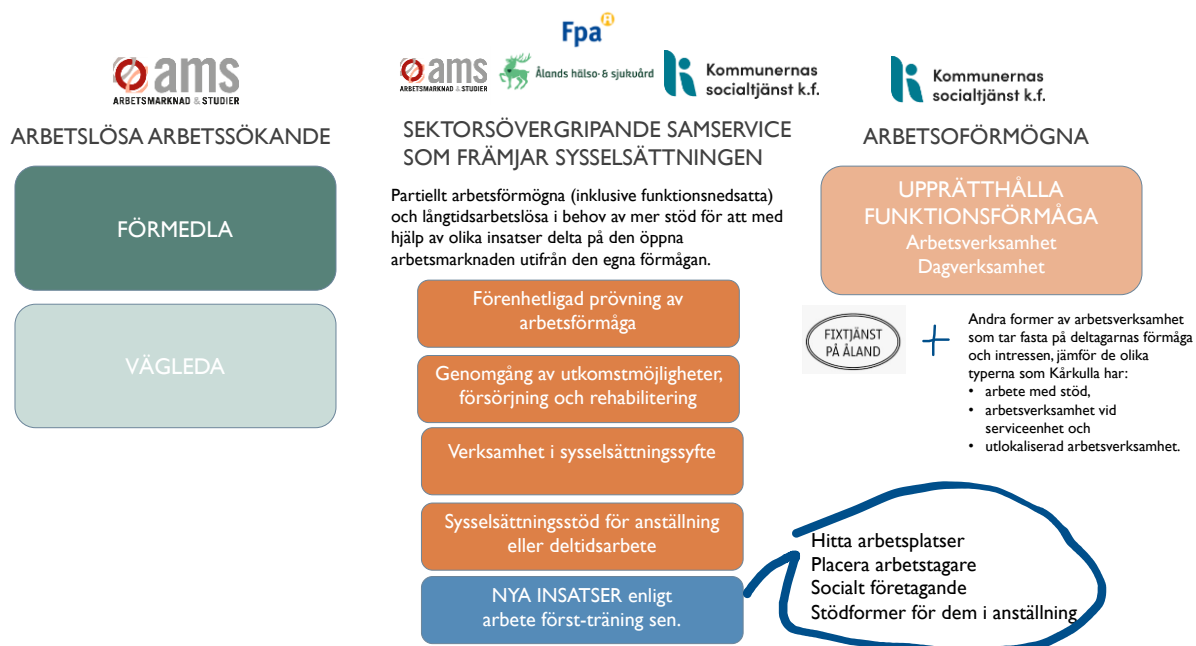 ams
ARBETSMARKNAD & STUDIER
ARBETSLÖSA ARBETSSÖKANDE
FÖRMEDLA
VÄGLEDA
Fpa
ams
ARBETSMARKNAD & STUDIER
Ålands hälso- & sjukvård
Kommunernas
socialtjänst k.f.
SEKTORSÖVERGRIPANDE SAMSERVICE
SOM FRÄMJAR SYSSELSÄTTNINGEN
Partiellt arbetsförmögna (inklusive funktionsnedsatta)
och långtidsarbetslösa i behov av mer stöd för att med
hjälp av olika insatser delta på den öppna
arbetsmarknaden utifrån den egna förmågan.
Förenhetligad prövning av
arbetsförmåga
Genomgång av utkomstmöjligheter,
försörjning och rehabilitering
Verksamhet i sysselsättningssyfte
Sysselsättningsstöd för anställning
eller deltidsarbete
NYA INSATSER enligt
arbete först-träning sen.
Kommunernas
socialtjänst k.f.
ARBETSOFÖRMÖGNA
UPPRÄTTHÅLLA
FUNKTIONSFÖRMÅGA
Arbetsverksamhet
Dagverksamhet
FIXTJÄNST
PÅ ÅLAND
Andra former av arbetsverksamhet
som tar fasta på deltagarnas förmåga
och intressen, jämför de olika
typerna som Kårkulla har:
• arbete med stöd,
• arbetsverksamhet vid
serviceenhet och
• utlokaliserad arbetsverksamhet.
Hitta arbetsplatser
Placera arbetstagare
Socialt företagande
Stödformer för dem i anställning